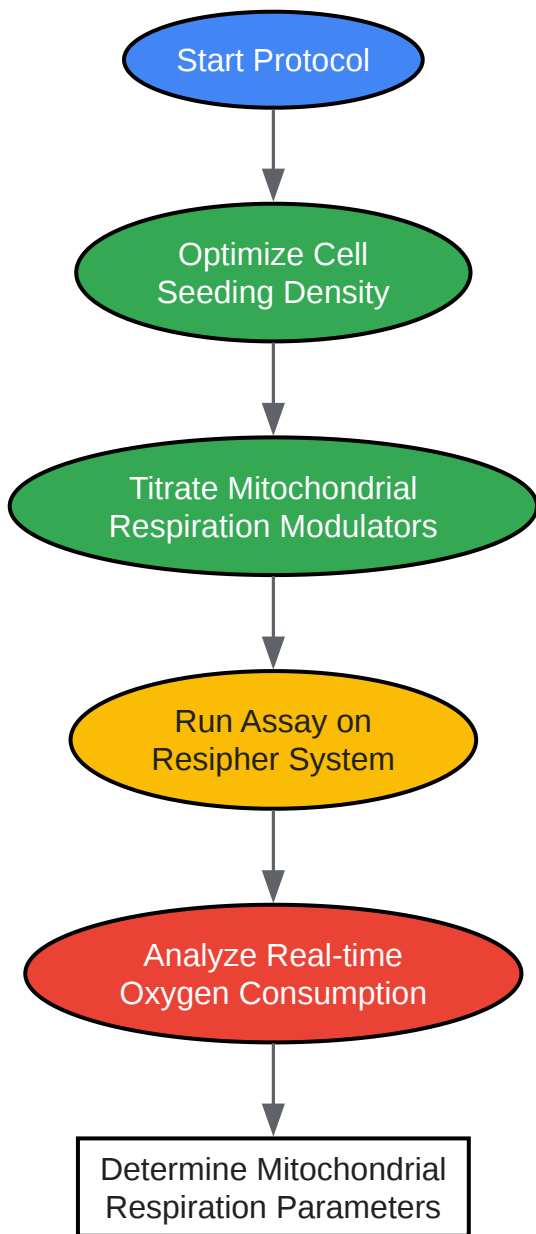 Start Protocol
Optimize Cell
Seeding Density
Titrate Mitochondrial
Respiration Modulators
Run Assay on
Resipher System
Analyze Real-time
Oxygen Consumption
Determine Mitochondrial
Respiration Parameters